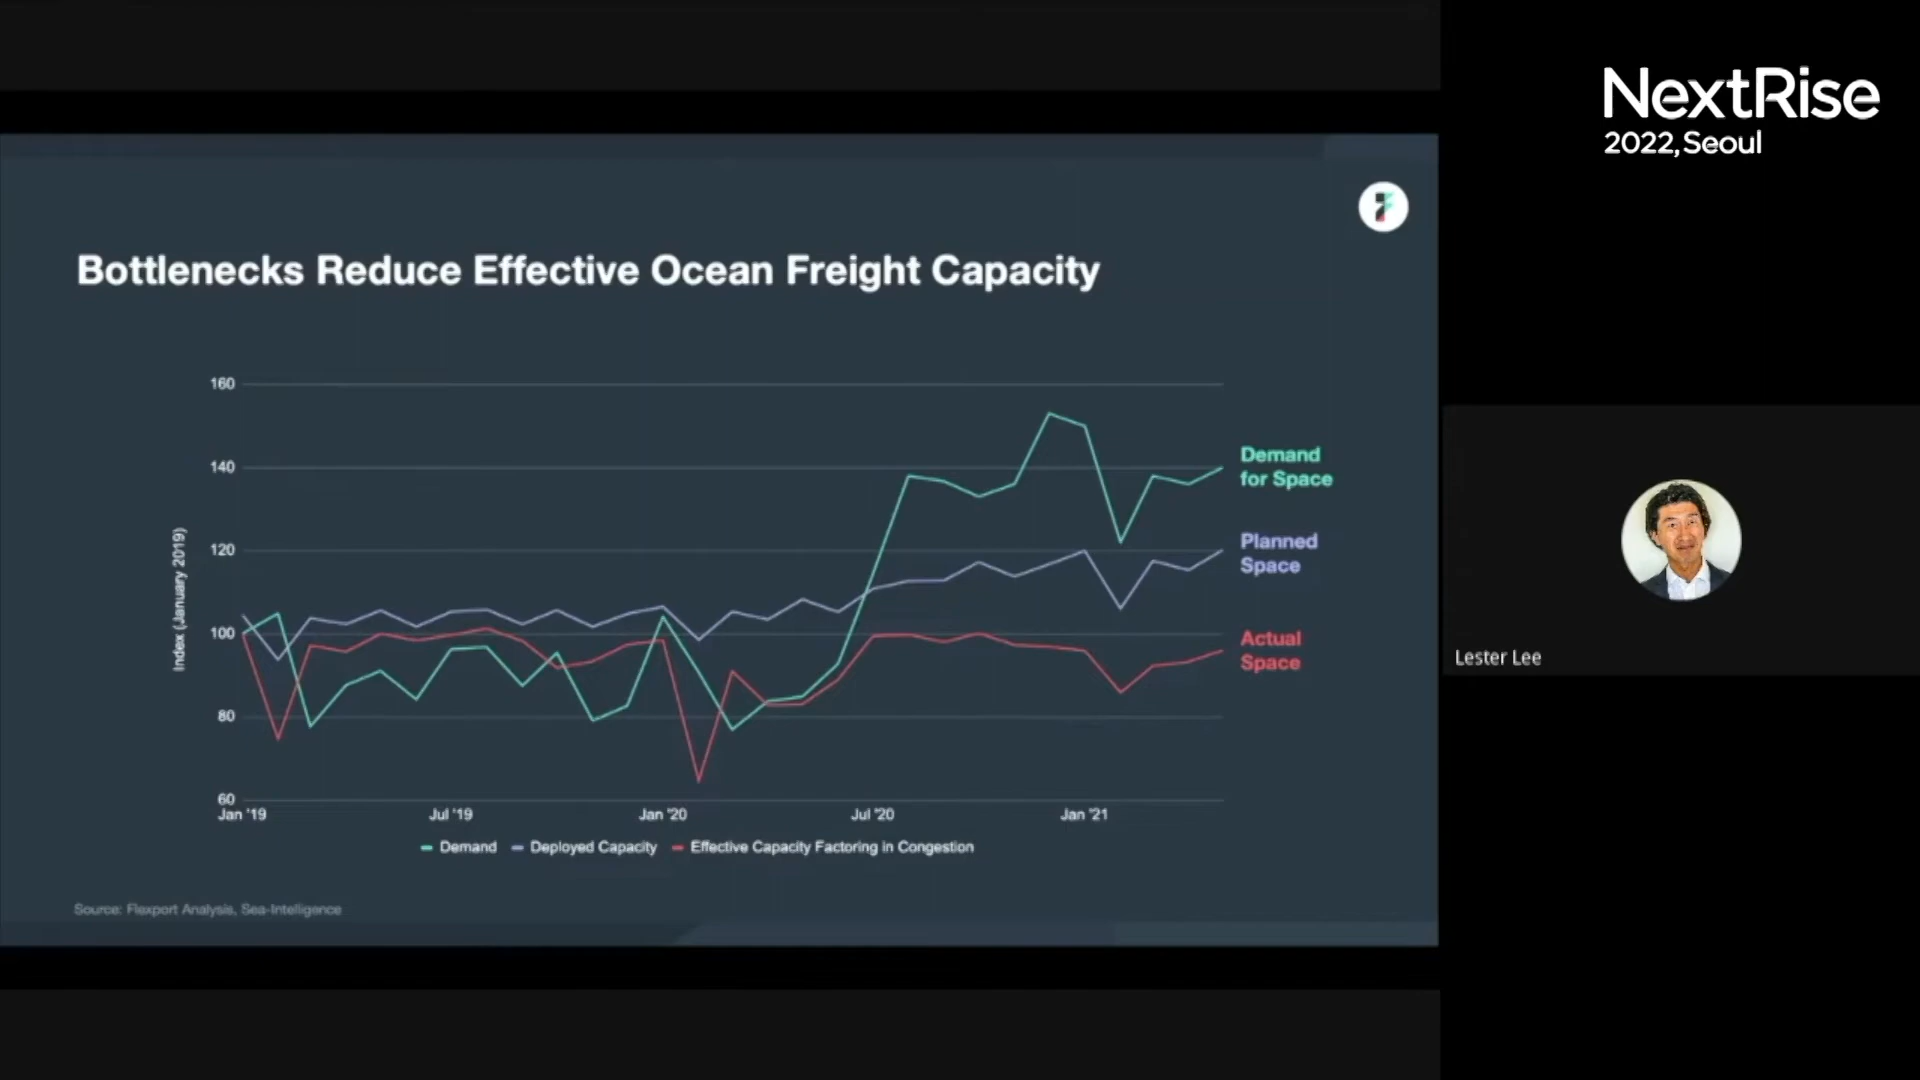 NextRise
2022, Seoul
Bottlenecks Reduce Effective Ocean Freight Capacity
160
140
120
100
80
60
Index (January 2019)
Demand
for Space
Planned
Space
Actual
Space
Jan '19
Jul '19
Jan '20
Jul '20
Jan '21
Demand
Deployed Capacity
Effective Capacity Factoring in Congestion
Source: Flexport Analysis, Sea-Intelligence
Lester Lee